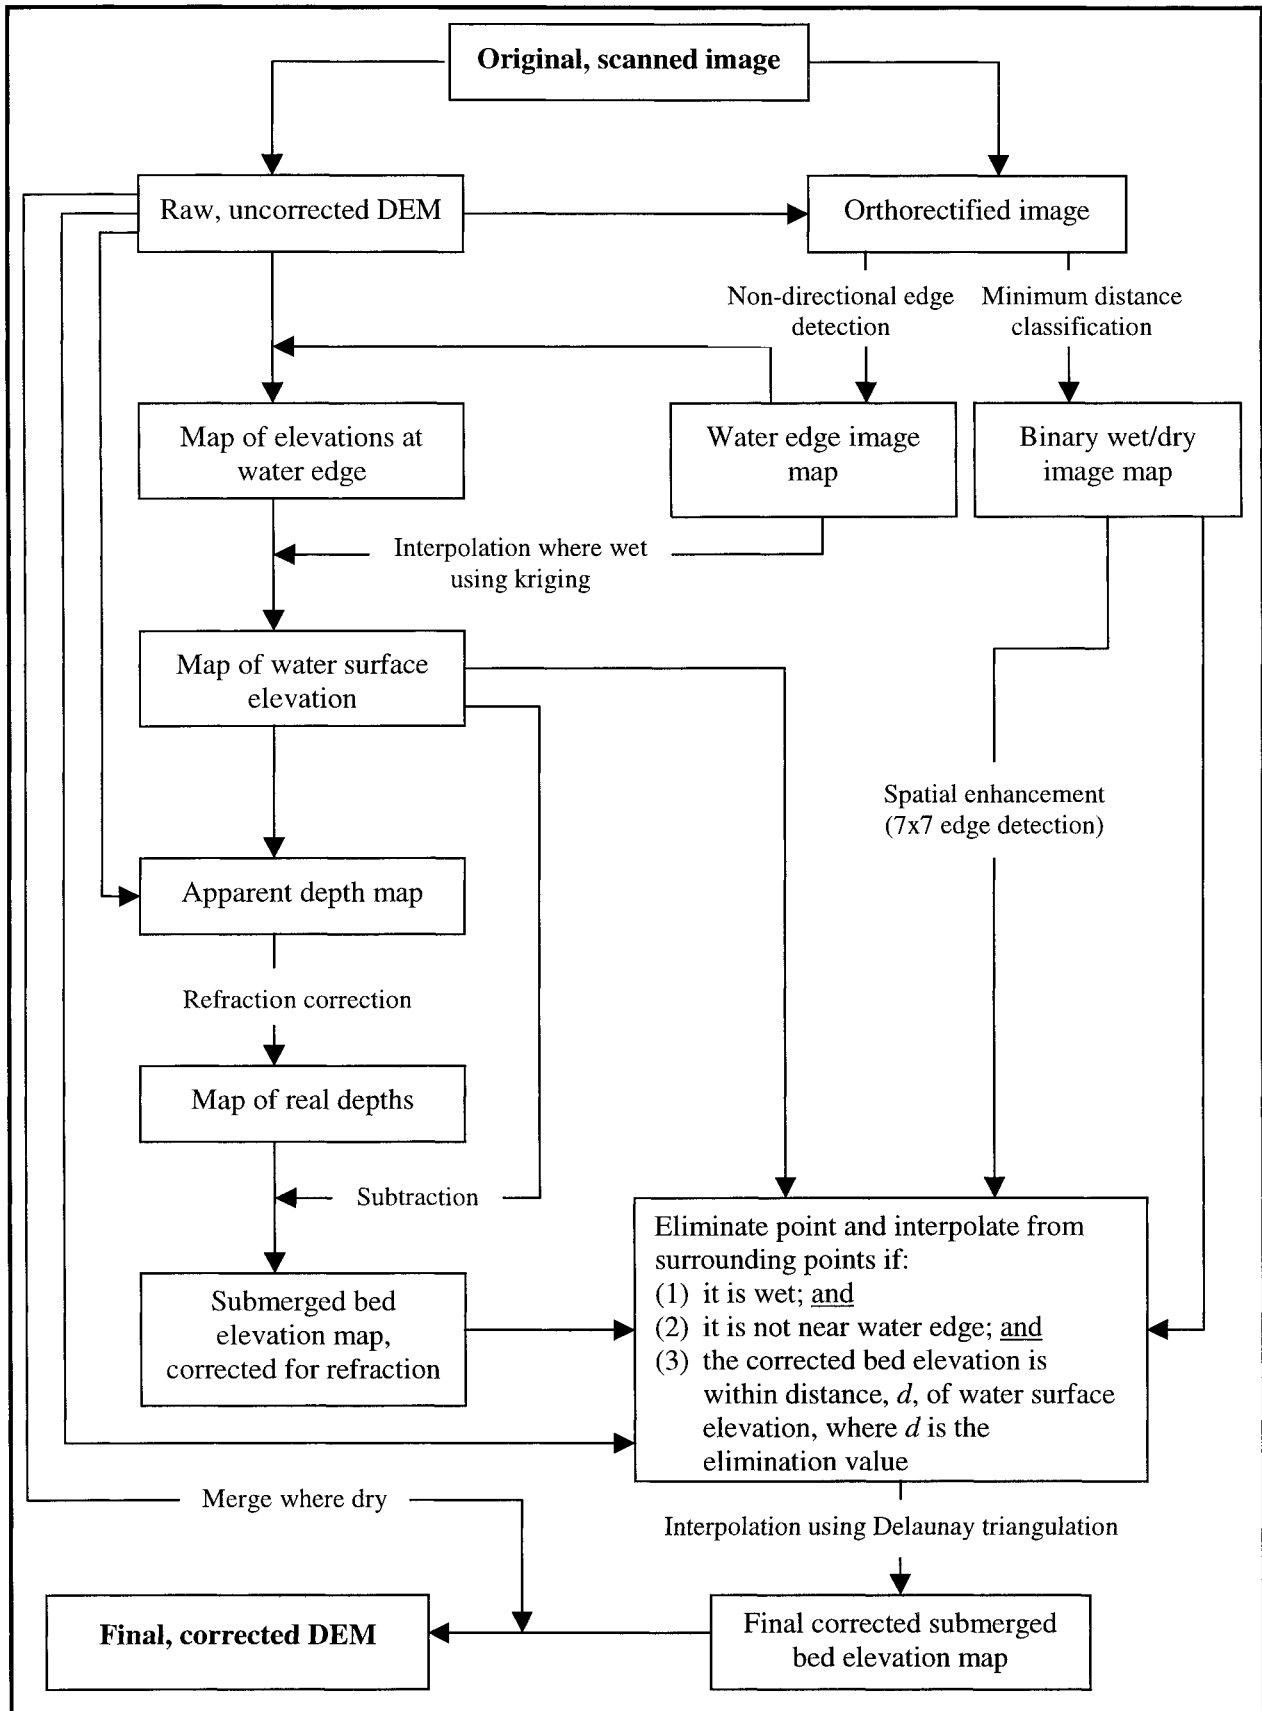 Original, scanned image
Raw, uncorrected DEM
Orthorectified image
Non-directional edge
detection
Minimum distance
classification
Map of elevations at
water edge
Water edge image
map
Binary wet/dry
image map
Interpolation where wet
using kriging
Map of water surface
elevation
Spatial enhancement
(7x7 edge detection)
Apparent depth map
Refraction correction
Map of real depths
Subtraction
Submerged bed
elevation map,
corrected for refraction
Eliminate point and interpolate from
surrounding points if:
(1) it is wet; and
(2) it is not near water edge; and
(3) the corrected bed elevation is
within distance, d, of water surface
elevation, where d is the
elimination value
Merge where dry
Interpolation using Delaunay triangulation
Final, corrected DEM
Final corrected submerged
bed elevation map